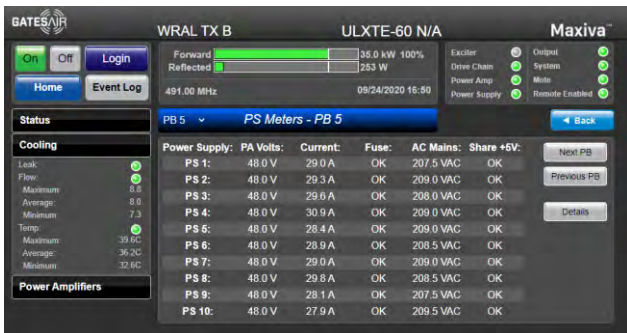 GATESAIR
WRAL TX B
ULXTE-60 N/A
Maxiva
On
Off
Login
Home
Event Log
Forward
35.0 kW 100%
Reflected
253 W
491.00 MHz
09/24/2020 16:50
Exciter
Output
Drive Chain
System
Power Amp
Mute
Power Supply
Remote Enabled
Status
PB 5
PS Meters - PB 5
Back
Cooling
Leak:
Flow:
Maximum: 8.8
Average: 8.0
Minimum: 7.3
Temp:
Maximum: 39.6C
Average: 36.2C
Minimum: 32.6C
Power Amplifiers
Power Supply: PA Volts: Current: Fuse: AC Mains: Share +5V:
PS 1: 48.0 V 29.0 A OK 207.5 VAC OK
PS 2: 48.0 V 29.3 A OK 209.0 VAC OK
PS 3: 48.0 V 29.6 A OK 208.0 VAC OK
PS 4: 48.0 V 30.9 A OK 209.0 VAC OK
PS 5: 48.0 V 28.4 A OK 209.0 VAC OK
PS 6: 48.0 V 28.9 A OK 208.5 VAC OK
PS 7: 48.0 V 29.0 A OK 209.0 VAC OK
PS 8: 48.0 V 29.8 A OK 208.5 VAC OK
PS 9: 48.0 V 28.1 A OK 207.5 VAC OK
PS 10: 48.0 V 27.9 A OK 209.5 VAC OK
Next PB
Previous PB
Details